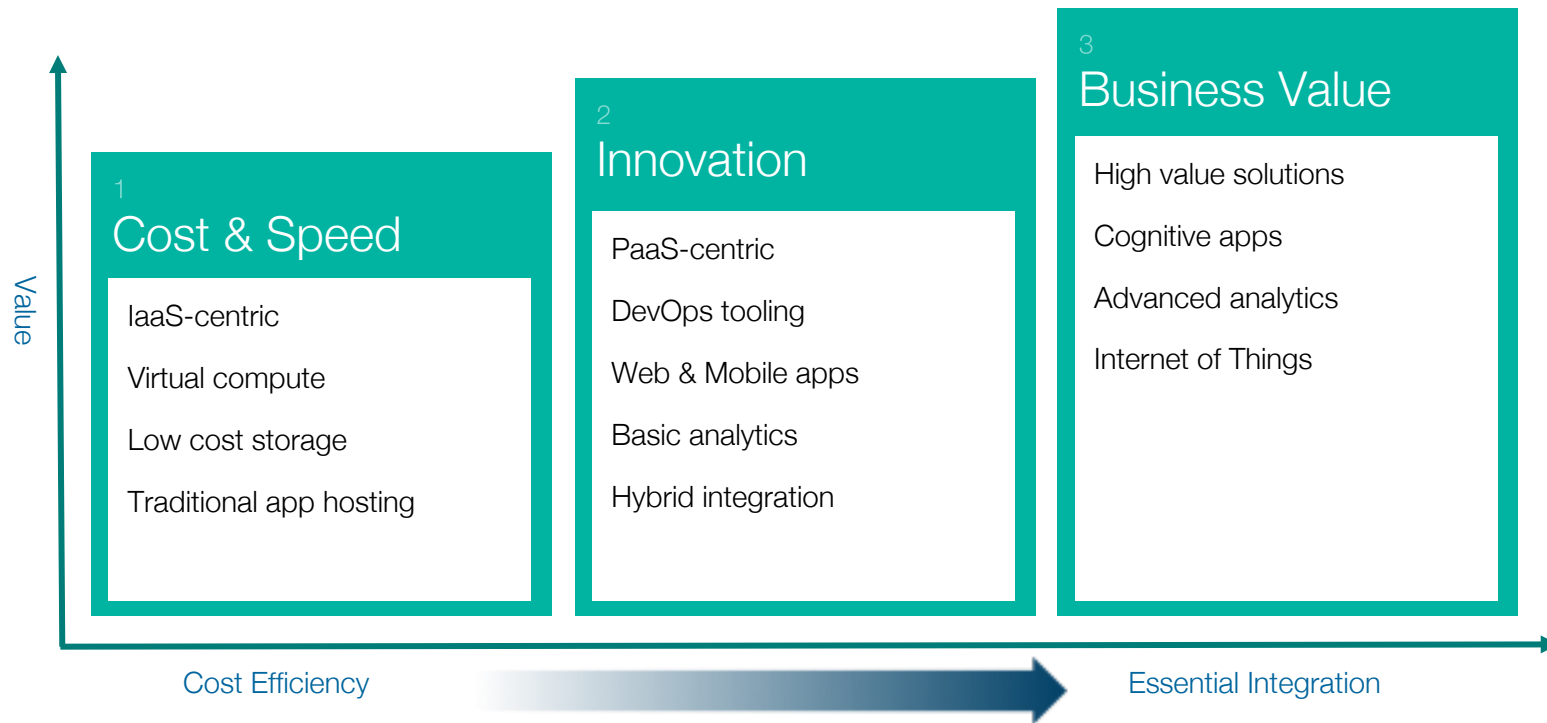 Value
1
Cost & Speed
IaaS-centric
Virtual compute
Low cost storage
Traditional app hosting
2
Innovation
PaaS-centric
DevOps tooling
Web & Mobile apps
Basic analytics
Hybrid integration
3
Business Value
High value solutions
Cognitive apps
Advanced analytics
Internet of Things
Cost Efficiency
Essential Integration